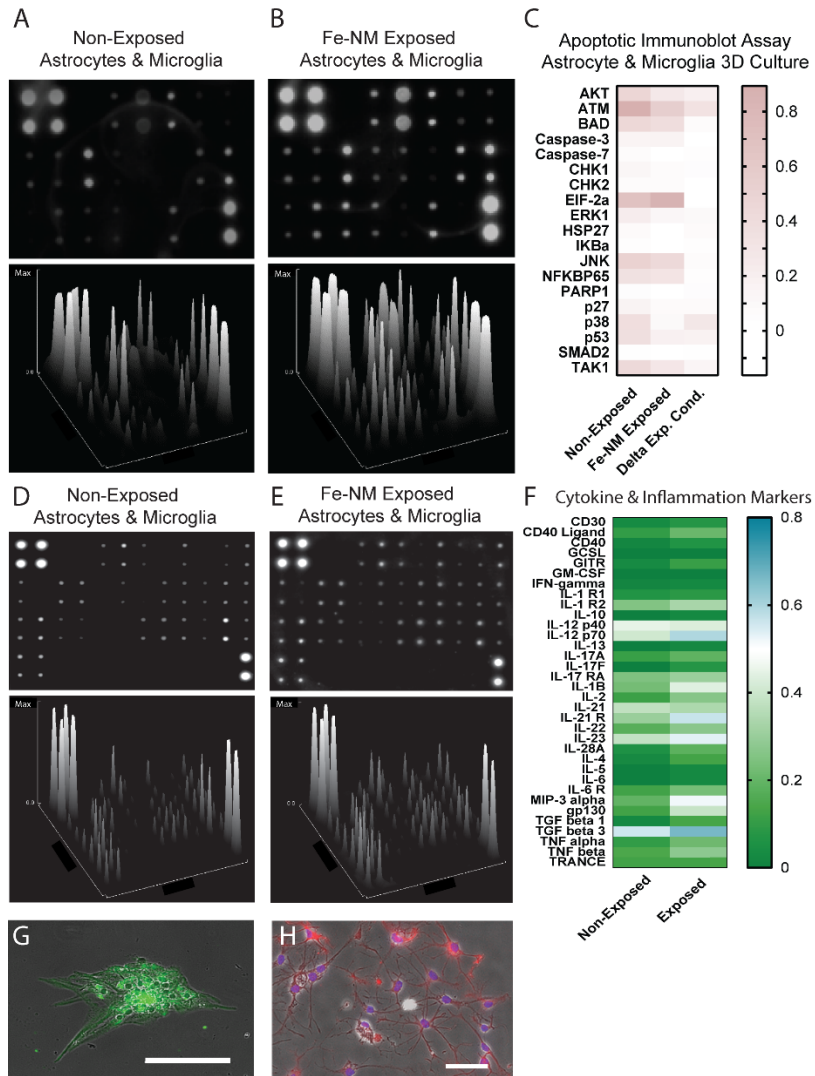 A
Non-Exposed
Astrocytes & Microglia
Max
0.0
B
Fe-NM Exposed
Astrocytes & Microglia
Max
0.0
C
Apoptotic Immunoblot Assay
Astrocyte & Microglia 3D Culture
AKT
ATM
BAD
Caspase-3
Caspase-7
CHK1
CHK2
EIF-2a
ERK1
HSP27
IKBa
JNK
NFKBP65
PARP1
p27
p38
p53
SMAD2
TAK1
0.8
0.6
0.4
0.2
0
Non-Exposed
Fe-NM Exposed
Delta Exp. Cond.
D
Non-Exposed
Astrocytes & Microglia
Max
0.0
E
Fe-NM Exposed
Astrocytes & Microglia
Max
0.0
F
Cytokine & Inflammation Markers
CD30
CD40 Ligand
CD40
GCSL
GITR
GM-CSF
IFN-gamma
IL-1 R1
IL-1 R2
IL-10
IL-12 p40
IL-12 p70
IL-13
IL-17A
IL-17F
IL-17 RA
IL-1B
IL-2
IL-21
IL-21 R
IL-22
IL-23
IL-28A
IL-4
IL-5
IL-6
IL-6 R
MIP-3 alpha
gp130
TGF beta 1
TGF beta 3
TNF alpha
TNF beta
TRANCE
0.8
0.6
0.4
0.2
0
Non-Exposed
Exposed
G
H